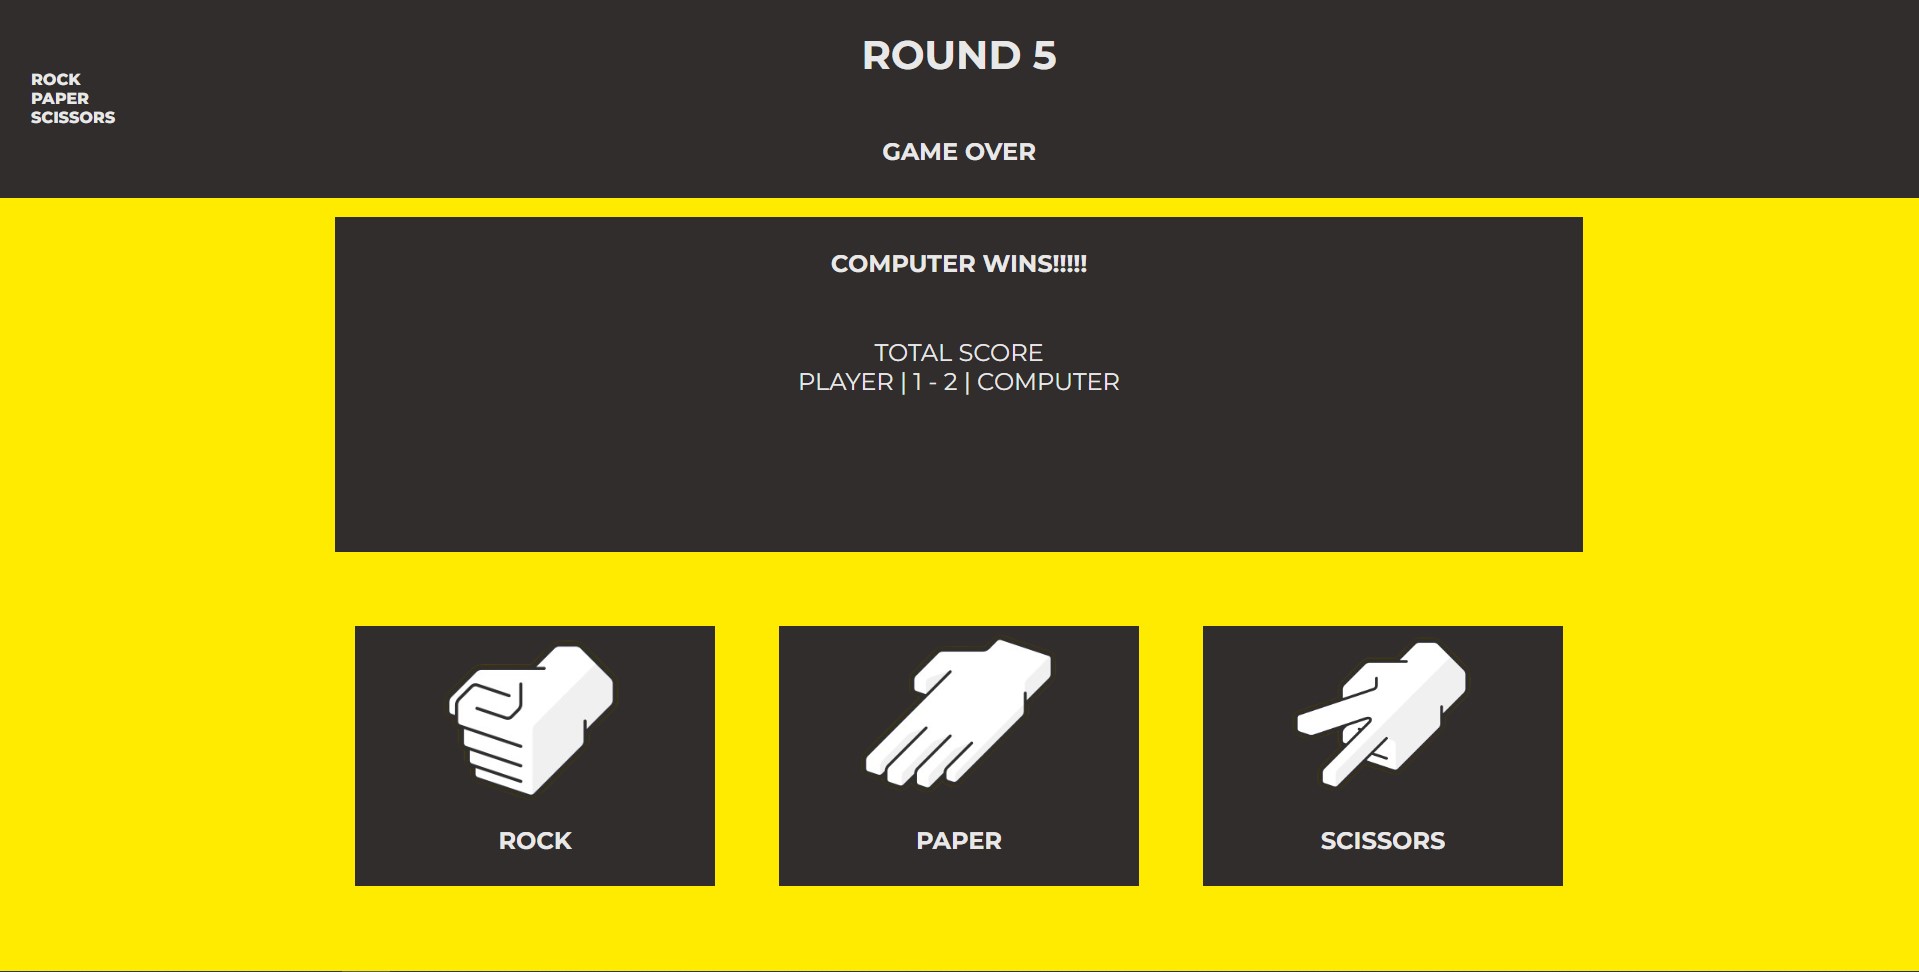 ROUND 5
ROCK
PAPER
SCISSORS
GAME OVER
COMPUTER WINS!!!!!
TOTAL SCORE
PLAYER | 1 - 2 | COMPUTER
ROCK
PAPER
SCISSORS